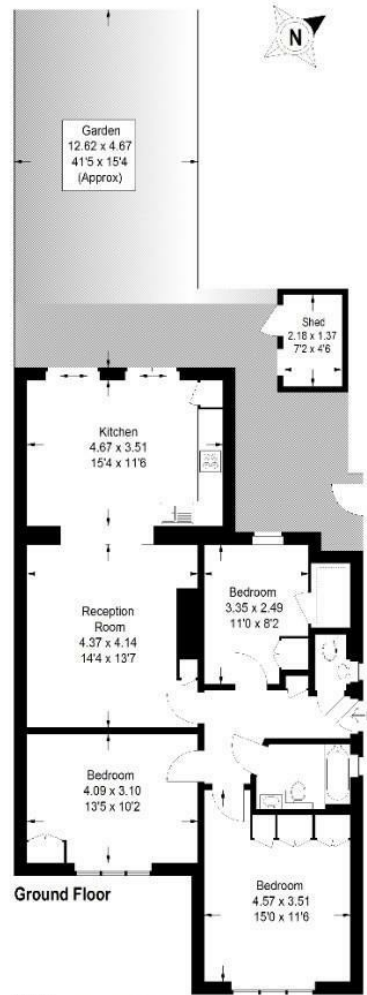 N
Garden
12.62 x 4.67
41'5 x 15'4
(Approx)
Shed
2.18 x 1.37
7'2 x 4'6
Kitchen
4.67 x 3.51
15'4 x 11'6
Bedroom
3.35 x 2.49
11'0 x 8'2
Reception
Room
4.37 x 4.14
14'4 x 13'7
Bedroom
4.09 x 3.10
13'5 x 10'2
Ground Floor
Bedroom
4.57 x 3.51
15'0 x 11'6